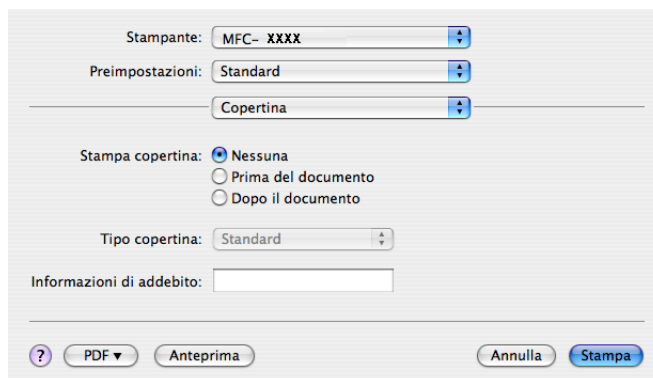 Stampante: MFC- XXXX
Preimpostazioni: Standard
Copertina
Stampa copertina: Nessuna
Prima del documento
Dopo il documento
Tipo copertina: Standard
Informazioni di addebito:
? PDF ▼ Anteprima Annulla Stampa